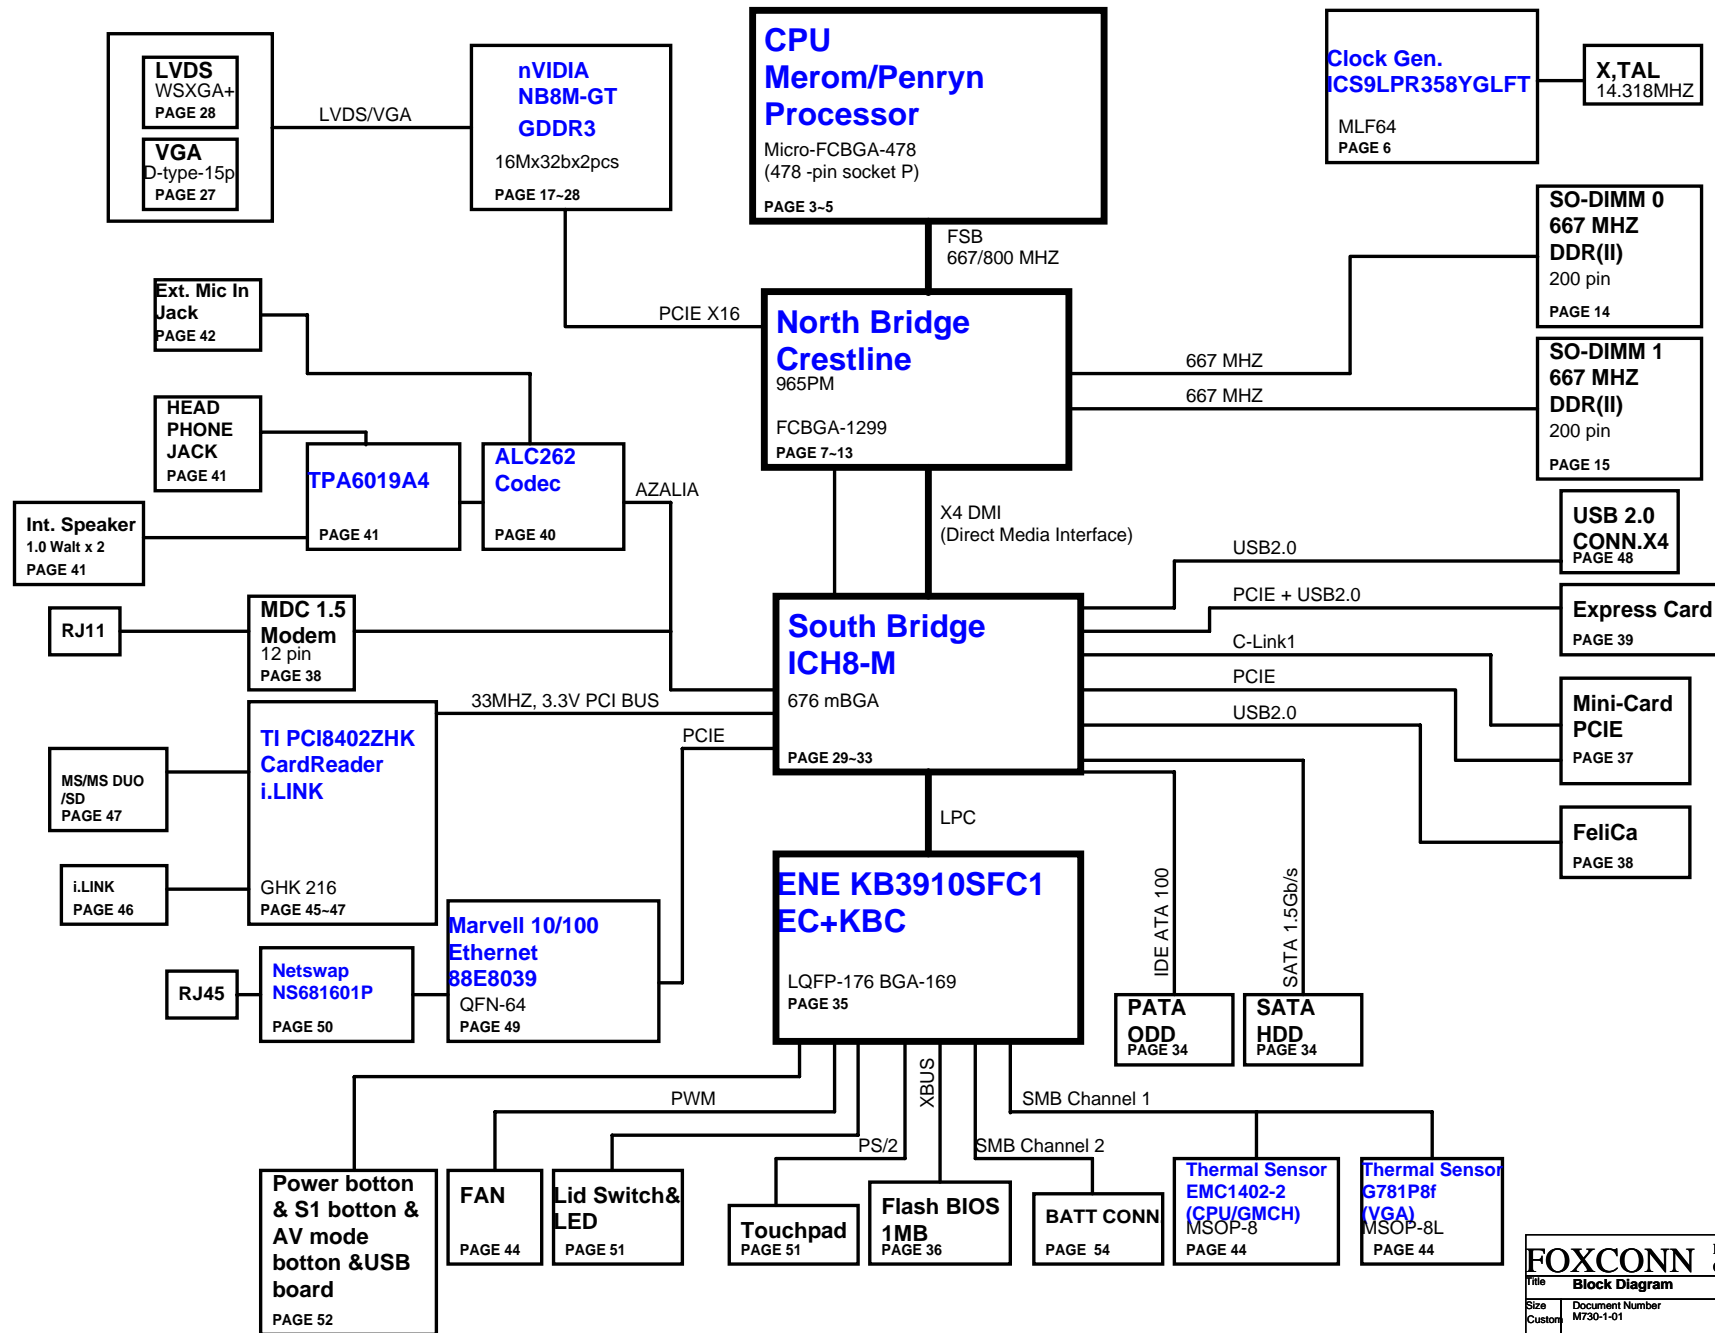 CPU
Merom/Penryn
Processor
Micro-FCBGA-478
(478 -pin socket P)
PAGE 3~5
Clock Gen.
ICS9LPR358YGLFT
MLF64
PAGE 6
X,TAL
14.318MHZ
LVDS
WSXGA+
PAGE 28
VGA
D-type-15p
PAGE 27
LVDS/VGA
nVIDIA
NB8M-GT
GDDR3
16Mx32bx2pcs
PAGE 17~28
FSB
667/800 MHZ
PCIE X16
North Bridge
Crestline
965PM
FCBGA-1299
PAGE 7~13
667 MHZ
667 MHZ
SO-DIMM 0
667 MHZ
DDR(II)
200 pin
PAGE 14
SO-DIMM 1
667 MHZ
DDR(II)
200 pin
PAGE 15
Ext. Mic In
Jack
PAGE 42
HEAD
PHONE
JACK
PAGE 41
TPA6019A4
PAGE 41
ALC262
Codec
PAGE 40
AZALIA
Int. Speaker
1.0 Walt x 2
PAGE 41
X4 DMI
(Direct Media Interface)
USB2.0
USB 2.0
CONN.X4
PAGE 48
RJ11
MDC 1.5
Modem
12 pin
PAGE 38
South Bridge
ICH8-M
676 mBGA
PAGE 29~33
PCIE + USB2.0
Express Card
PAGE 39
C-Link1
PCIE
Mini-Card
PCIE
PAGE 37
USB2.0
FeliCa
PAGE 38
33MHZ, 3.3V PCI BUS
PCIE
TI PCI8402ZHK
CardReader
i.LINK
GHK 216
PAGE 45~47
MS/MS DUO
/SD
PAGE 47
i.LINK
PAGE 46
LPC
ENE KB3910SFC1
EC+KBC
LQFP-176 BGA-169
PAGE 35
IDE ATA 100
SATA 1.5Gb/s
PATA
ODD
PAGE 34
SATA
HDD
PAGE 34
RJ45
Netswap
NS681601P
PAGE 50
Marvell 10/100
Ethernet
88E8039
QFN-64
PAGE 49
PWM
XBUS
PS/2
SMB Channel 1
SMB Channel 2
Power botton
& S1 botton &
AV mode
botton &USB
board
PAGE 52
FAN
PAGE 44
Lid Switch&
LED
PAGE 51
Touchpad
PAGE 51
Flash BIOS
1MB
PAGE 36
BATT CONN
PAGE 54
Thermal Sensor
EMC1402-2
(CPU/GMCH)
MSOP-8
PAGE 44
Thermal Sensor
G781P8f
(VGA)
MSOP-8L
PAGE 44
FOXCONN
Title
Block Diagram
Size
Custom
Document Number
M730-1-01